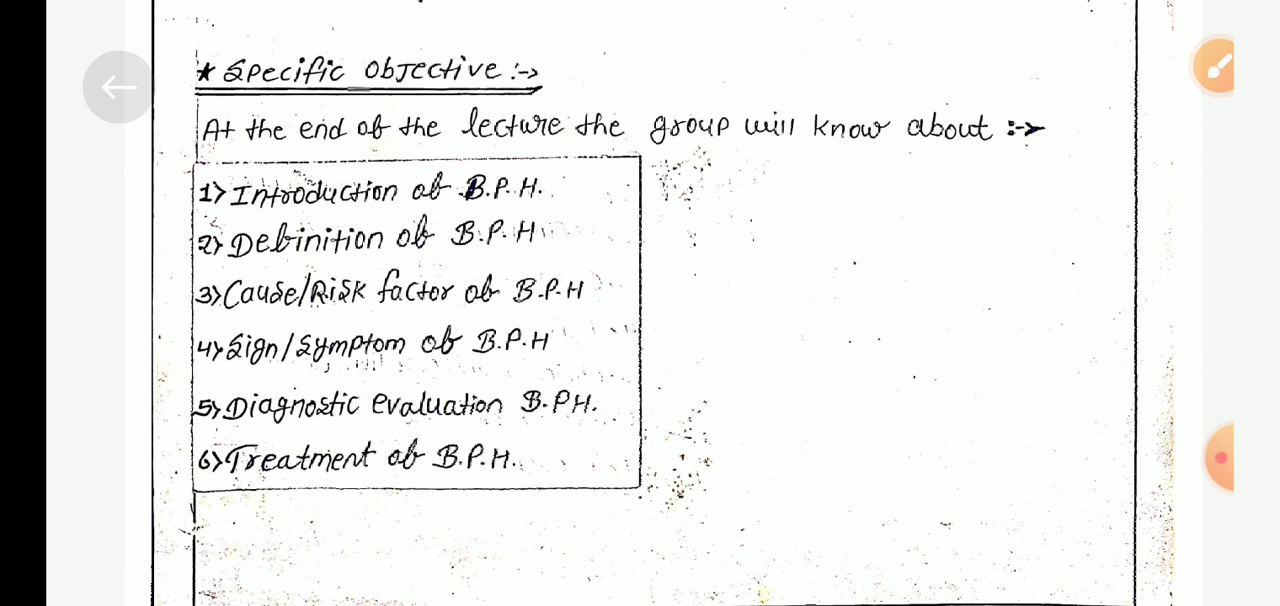 * Specific Objective :->
At the end of the lecture the group will know about :->
1> Introduction of B.P.H.
2> Definition of B.P.H
3> Cause/Risk factor of B.P.H
4> Sign/Symptom of B.P.H
5> Diagnostic evaluation B.PH.
6> Treatment of B.P.H.